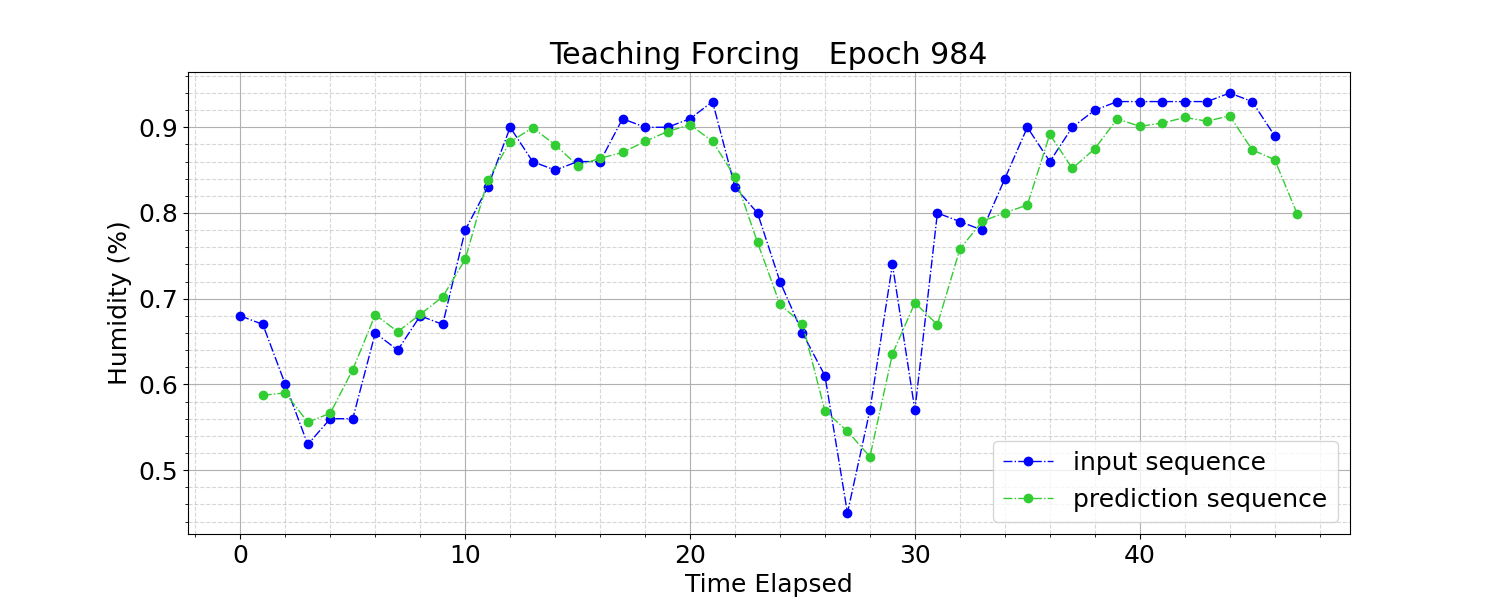 Teaching Forcing   Epoch 984
Humidity (%)
0.9
0.8
0.7
0.6
0.5
0
10
20
30
40
Time Elapsed
input sequence
prediction sequence